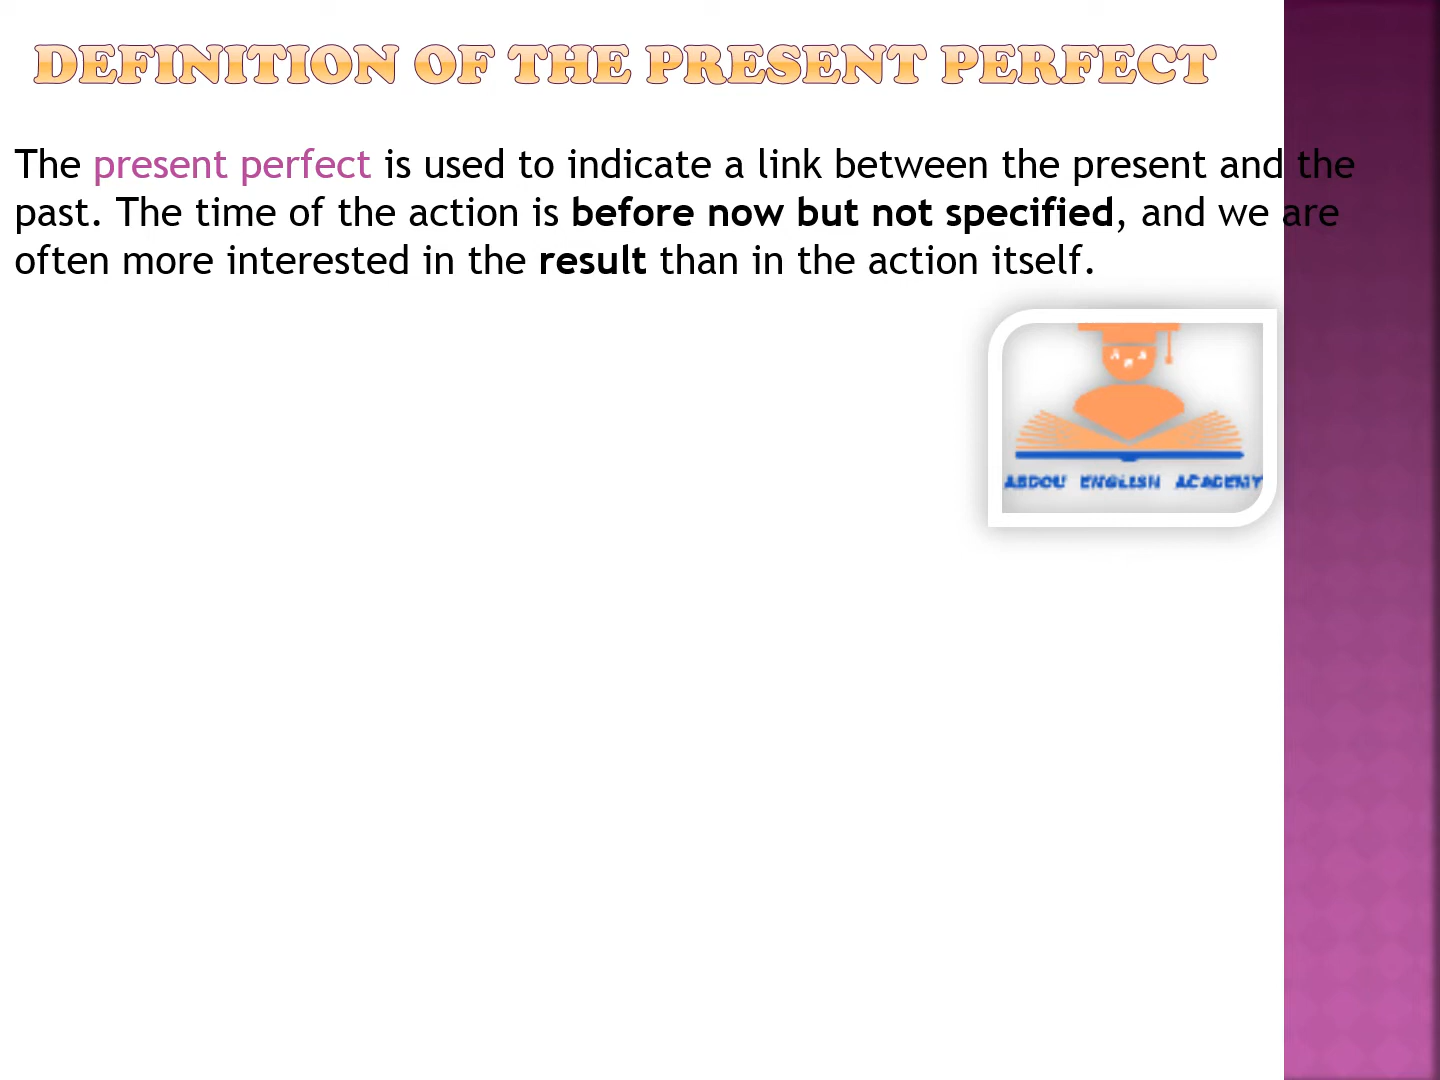 DEFINITION OF THE PRESENT PERFECT
The present perfect is used to indicate a link between the present and the
past. The time of the action is before now but not specified, and we are
often more interested in the result than in the action itself.
ABDOU ENGLISH ACADEMY